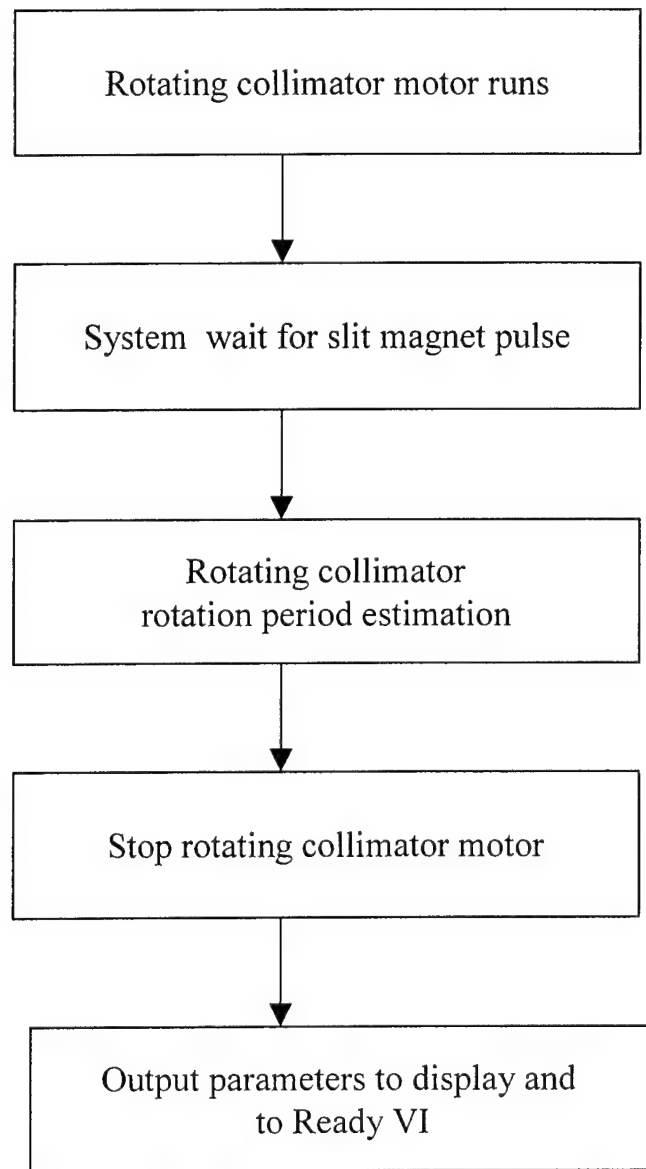 Rotating collimator motor runs
System wait for slit magnet pulse
Rotating collimator
rotation period estimation
Stop rotating collimator motor
Output parameters to display and
to Ready VI